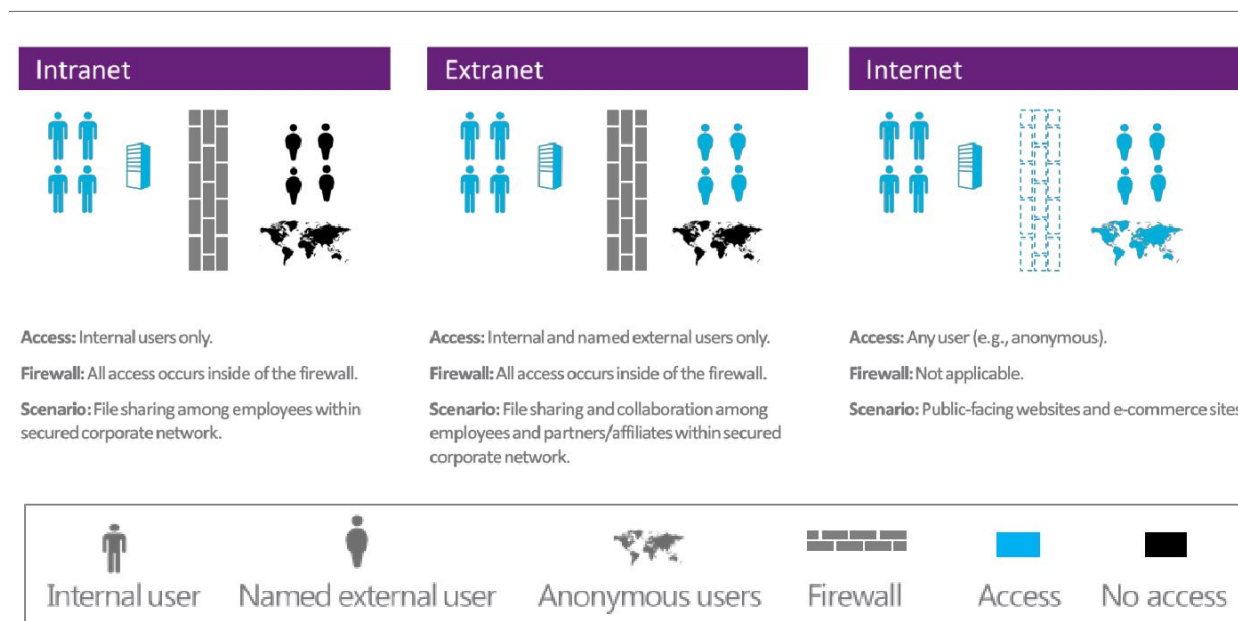 Intranet
Extranet
Internet
Access: Internal users only.
Firewall: All access occurs inside of the firewall.
Scenario: File sharing among employees within
secured corporate network.
Access: Internal and named external users only.
Firewall: All access occurs inside of the firewall.
Scenario: File sharing and collaboration among
employees and partners/affiliates within secured
corporate network.
Access: Any user (e.g., anonymous).
Firewall: Not applicable.
Scenario: Public-facing websites and e-commerce sites
Internal user
Named external user
Anonymous users
Firewall
Access
No access